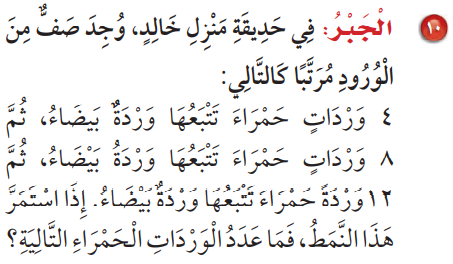 ١٠ الْجَبْرُ: فِي حَدِيقَةِ مَنْزِلِ خَالِدٍ، وُجِدَ صَفٌّ مِنَ
الْوُرُودِ مُرَتَّبًا كَالتَّالِي:
٤ وَرْدَاتٍ حَمْرَاءَ تَتْبَعُهَا وَرْدَةٌ بَيْضَاءُ، ثُمَّ
٨ وَرْدَاتٍ حَمْرَاءَ تَتْبَعُهَا وَرْدَةُ بَيْضَاءُ، ثُمَّ
١٢ وَرْدَةً حَمْرَاءَ تَتْبَعُهَا وَرْدَةٌ بَيْضَاءُ. إِذَا اسْتَمَرَّ
هَذَا النَّمَطُ، فَمَا عَدَدُ الْوَرْدَاتِ الْحَمْرَاءِ التَّالِيَةِ؟